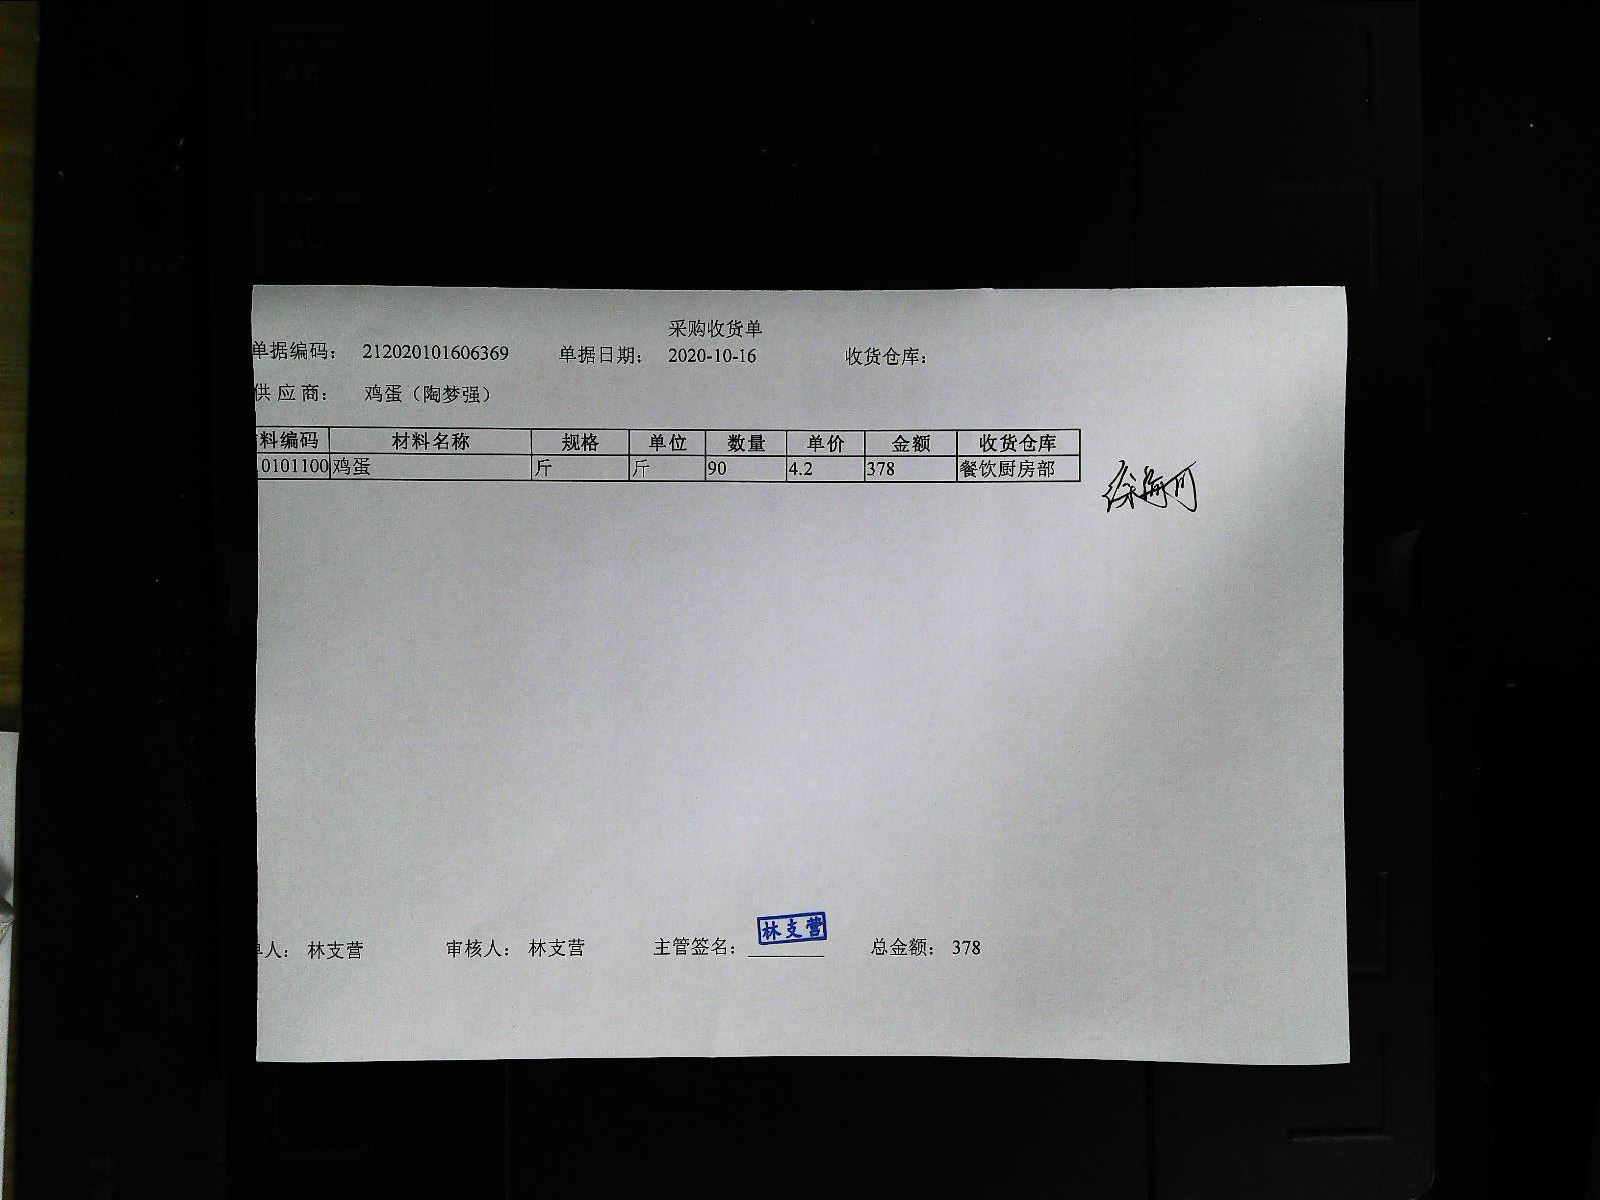 采购收货单
单据编码： 212020101606369 单据日期： 2020-10-16 收货仓库：
供应商： 鸡蛋（陶梦强）
料编码 材料名称 规格 单位 数量 单价 金额 收货仓库
0101100 鸡蛋 斤 斤 90 4.2 378 餐饮厨房部
林支营
单人： 林支营 审核人： 林支营 主管签名： 总金额： 378